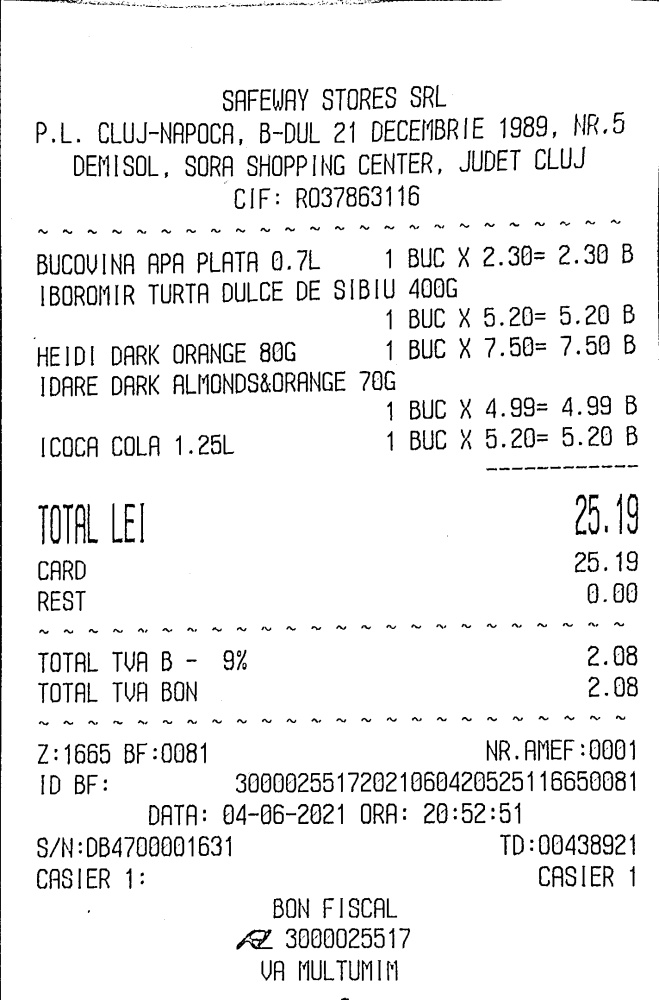 SAFEWAY STORES SRL
P.L. CLUJ-NAPOCA, B-DUL 21 DECEMBRIE 1989, NR.5
DEMISOL, SORA SHOPPING CENTER, JUDET CLUJ
CIF: RO37863116
~ ~ ~ ~ ~ ~ ~ ~ ~ ~ ~ ~ ~ ~ ~ ~ ~ ~ ~ ~ ~ ~ ~ ~
BUCOVINA APA PLATA 0.7L 1 BUC X 2.30= 2.30 B
IBOROMIR TURTA DULCE DE SIBIU 400G
1 BUC X 5.20= 5.20 B
HEIDI DARK ORANGE 80G 1 BUC X 7.50= 7.50 B
IDARE DARK ALMONDS&ORANGE 70G
1 BUC X 4.99= 4.99 B
ICOCA COLA 1.25L 1 BUC X 5.20= 5.20 B
------------
TOTAL LEI 25.19
CARD 25.19
REST 0.00
~ ~ ~ ~ ~ ~ ~ ~ ~ ~ ~ ~ ~ ~ ~ ~ ~ ~ ~ ~ ~ ~ ~ ~
TOTAL TVA B - 9% 2.08
TOTAL TVA BON 2.08
~ ~ ~ ~ ~ ~ ~ ~ ~ ~ ~ ~ ~ ~ ~ ~ ~ ~ ~ ~ ~ ~ ~ ~
Z:1665 BF:0081 NR.AMEF:0001
ID BF: 30000255172021060420525116650081
DATA: 04-06-2021 ORA: 20:52:51
S/N:DB4700001631 TD:00438921
CASIER 1: CASIER 1
BON FISCAL
3000025517
VA MULTUMIM